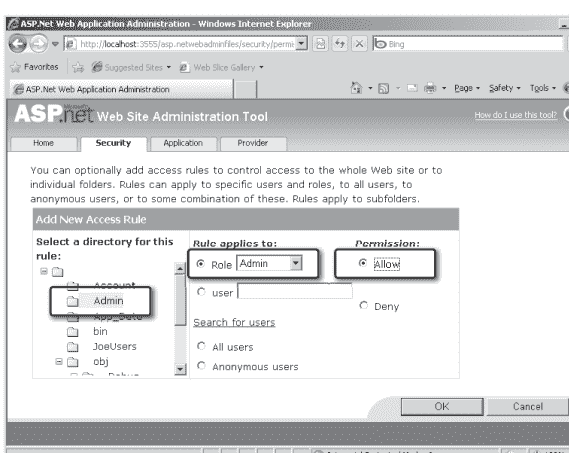 ASP.Net Web Application Administration - Windows Internet Explorer
http://localhost:3555/asp.netwebadminfiles/security/permi
Bing
Favorites Suggested Sites Web Slice Gallery
ASP.Net Web Application Administration
Page Safety Tools
ASP.net Web Site Administration Tool
How do I use this tool?
Home Security Application Provider
You can optionally add access rules to control access to the whole Web site or to
individual folders. Rules can apply to specific users and roles, to all users, to
anonymous users, or to some combination of these. Rules apply to subfolders.
Add New Access Rule
Select a directory for this
rule:
Rule applies to:
Permission:
Role Admin
Allow
Account
Admin
user
Deny
App_Data
Search for users
bin
JoeUsers
All users
obj
Anonymous users
OK Cancel